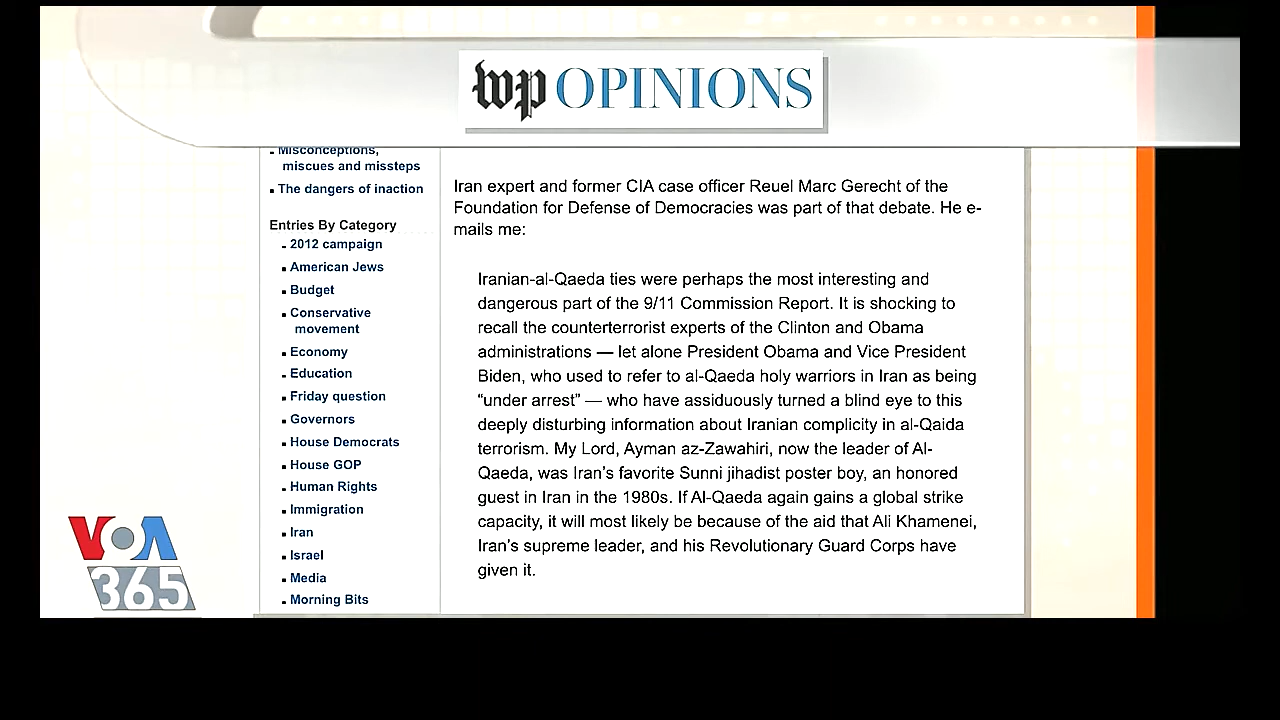 wp OPINIONS
Misconceptions,
miscues and missteps
The dangers of inaction
Entries By Category
2012 campaign
American Jews
Budget
Conservative
movement
Economy
Education
Friday question
Governors
House Democrats
House GOP
Human Rights
Immigration
Iran
Israel
Media
Morning Bits
Iran expert and former CIA case officer Reuel Marc Gerecht of the
Foundation for Defense of Democracies was part of that debate. He e-
mails me:
Iranian-al-Qaeda ties were perhaps the most interesting and
dangerous part of the 9/11 Commission Report. It is shocking to
recall the counterterrorist experts of the Clinton and Obama
administrations — let alone President Obama and Vice President
Biden, who used to refer to al-Qaeda holy warriors in Iran as being
“under arrest” — who have assiduously turned a blind eye to this
deeply disturbing information about Iranian complicity in al-Qaida
terrorism. My Lord, Ayman az-Zawahiri, now the leader of Al-
Qaeda, was Iran’s favorite Sunni jihadist poster boy, an honored
guest in Iran in the 1980s. If Al-Qaeda again gains a global strike
capacity, it will most likely be because of the aid that Ali Khamenei,
Iran’s supreme leader, and his Revolutionary Guard Corps have
given it.
VOA
365